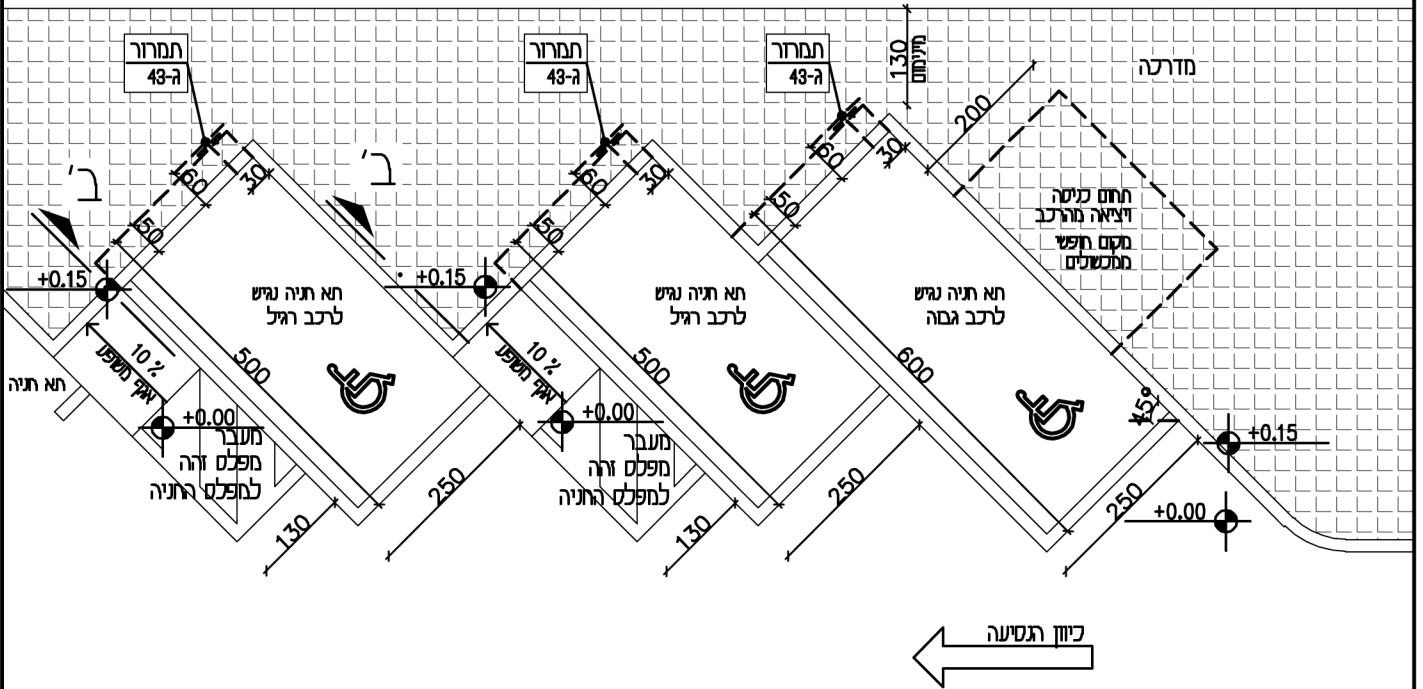 תמרור
ג-43
תמרור
ג-43
תמרור
ג-43
130
מינימום
מדרכה
200
60
30
50
60
30
50
60
30
50
ב'
ב'
+0.15
+0.15
תחום כניסה
ויציאה מהרכב
מקום חופשי
ממכשולים
תא חניה נגיש
לרכב רגיל
תא חניה נגיש
לרכב רגיל
תא חניה נגיש
לרכב גבוה
500
500
600
10 %
אגף משופע
10 %
אגף משופע
תא חניה
45°
+0.00
מעבר
מפלס זהה
למפלס החניה
+0.00
מעבר
מפלס זהה
למפלס החניה
+0.15
+0.00
130
250
130
250
250
כיוון הנסיעה